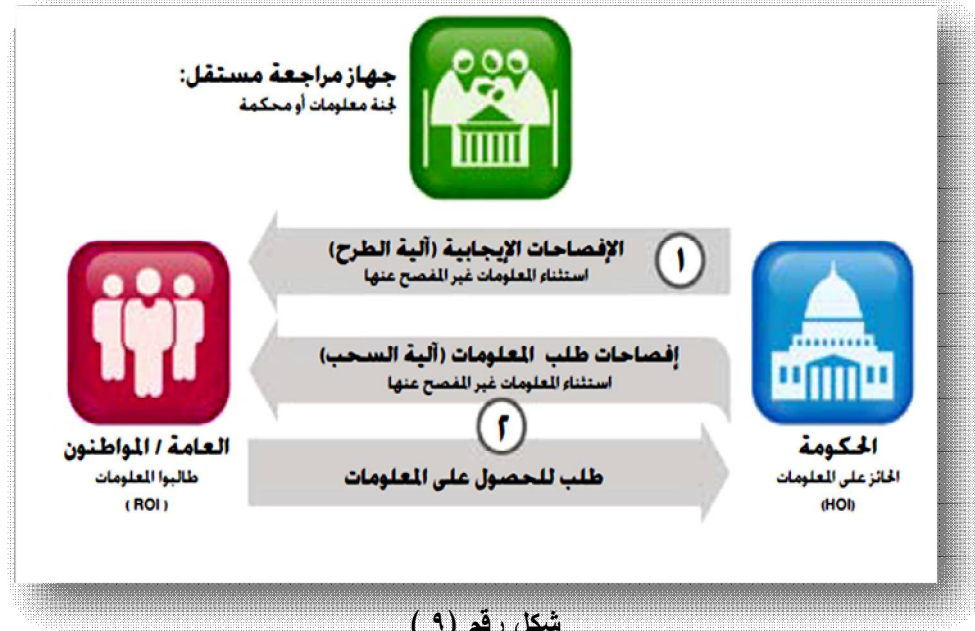 جهاز مراجعة مستقل:
لجنة معلومات أو محكمة
الإفصاحات الإيجابية (آلية الطرح)
استثناء المعلومات غير المفصح عنها
١
إفصاحات طلب المعلومات (آلية السحب)
استثناء المعلومات غير المفصح عنها
٢
طلب للحصول على المعلومات
الحكومة
الحائز على المعلومات
(HOI)
العامة / المواطنون
طالبوا المعلومات
( ROI )
شكل رقم (٩ )